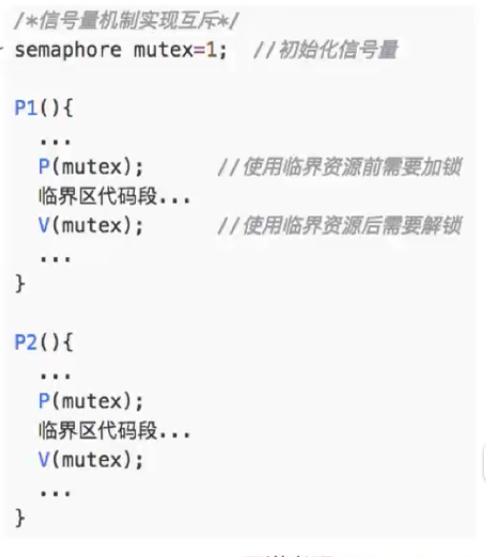 /*信号量机制实现互斥*/
semaphore mutex=1; //初始化信号量
P1(){
...
P(mutex); //使用临界资源前需要加锁
临界区代码段...
V(mutex); //使用临界资源后需要解锁
...
}
P2(){
...
P(mutex);
临界区代码段...
V(mutex);
...
}